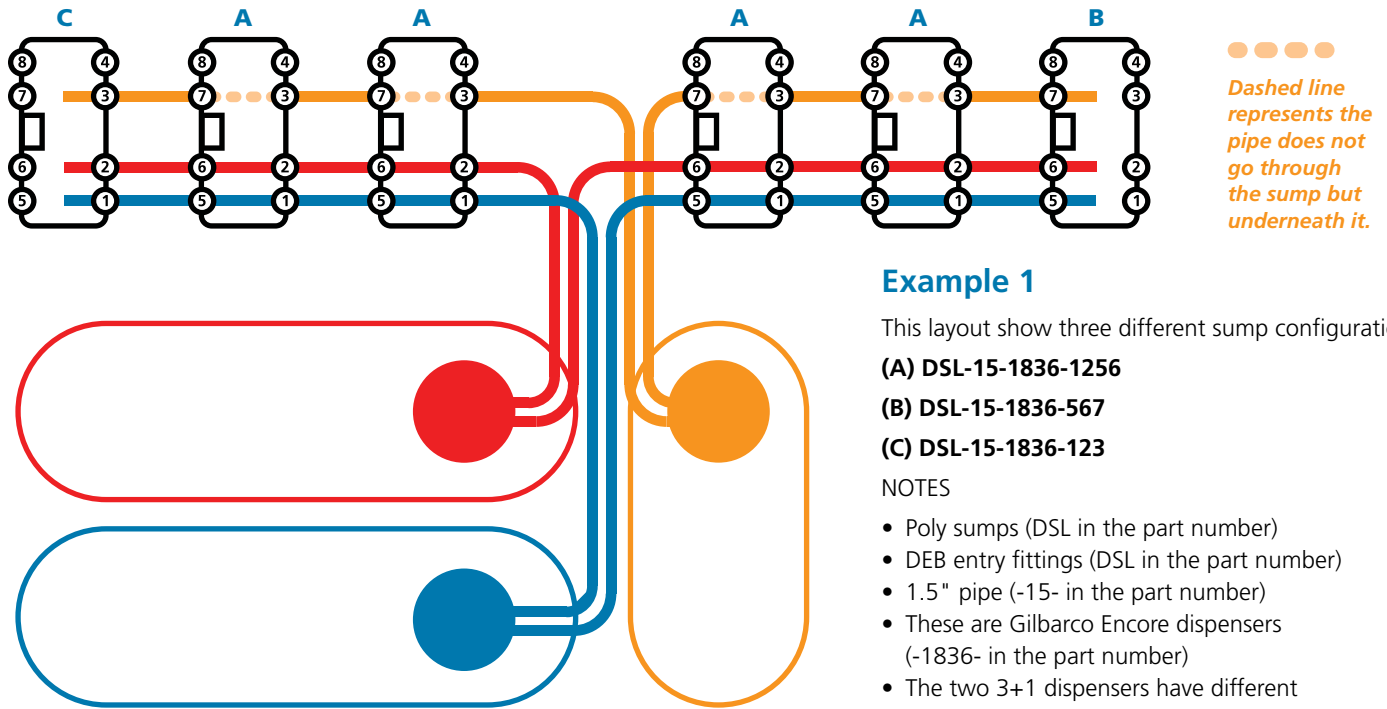 C A A A B A
8 4 8 4 8 4 8 4 8 4 8 4
7 3 7 3 7 3 7 3 7 3 7 3
6 2 6 2 6 2 6 2 6 2 6 2
5 1 5 1 5 1 5 1 5 1 5 1
Dashed line
represents the
pipe does not
go through
the sump but
underneath it.
Example 1
This layout show three different sump
(A) DSL-15-1836-1256
(B) DSL-15-1836-567
(C) DSL-15-1836-123
NOTES
• Poly sumps (DSL in the part number)
• DEB entry fittings (DSL in the part number)
• 1.5" pipe (-15- in the part number)
• These are Gilbarco Encore dispensers
(-1836- in the part number)
• The two 3+1 dispensers have different